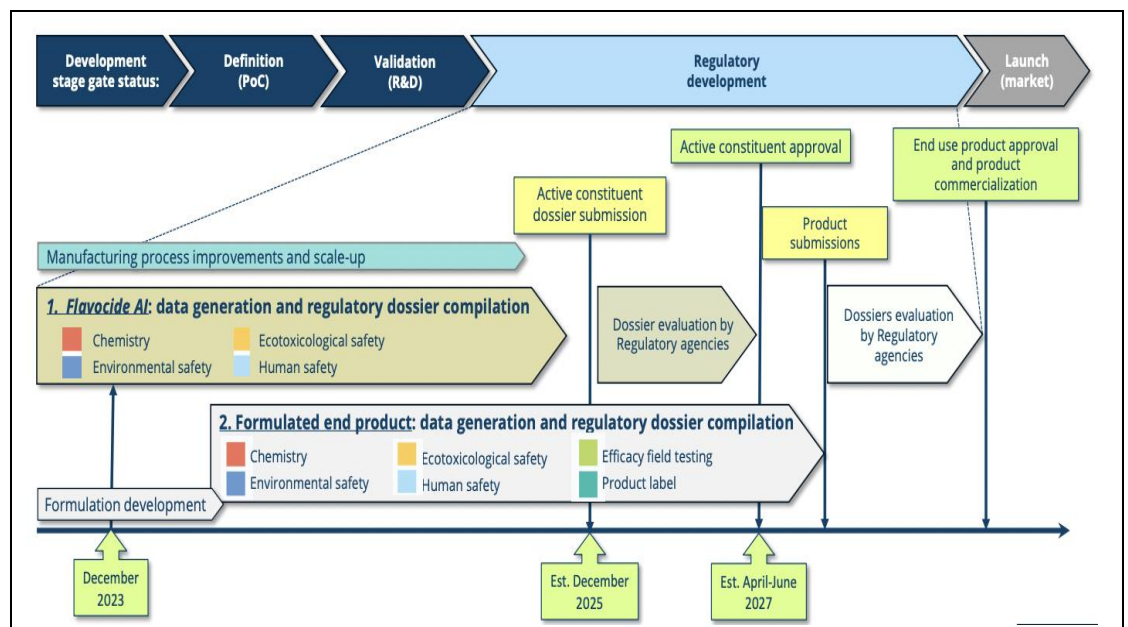 Development
stage gate status:
Definition
(PoC)
Validation
(R&D)
Regulatory
development
Launch
(market)
Active constituent approval
End use product approval
and product
commercialization
Active constituent
dossier submission
Product
submissions
Manufacturing process improvements and scale-up
1. Flavocide AI: data generation and regulatory dossier compilation
Chemistry
Ecotoxicological safety
Environmental safety
Human safety
Dossier evaluation by
Regulatory agencies
Dossiers evaluation
by Regulatory
agencies
2. Formulated end product: data generation and regulatory dossier compilation
Chemistry
Ecotoxicological safety
Efficacy field testing
Environmental safety
Human safety
Product label
Formulation development
December
2023
Est. December
2025
Est. April-June
2027